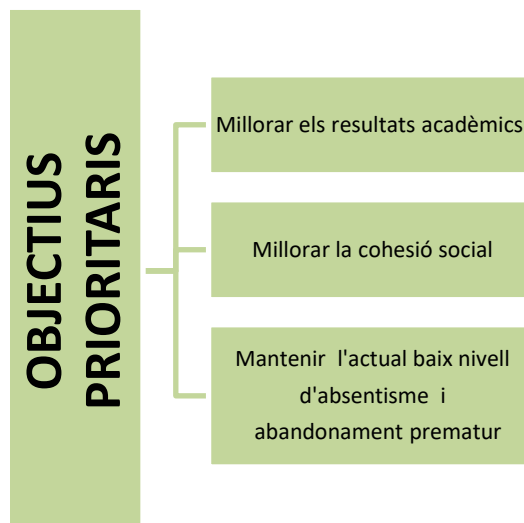 OBJECTIUS
PRIORITARIS
Millorar els resultats acadèmics
Millorar la cohesió social
Mantenir l'actual baix nivell
d'absentisme i
abandonament prematur